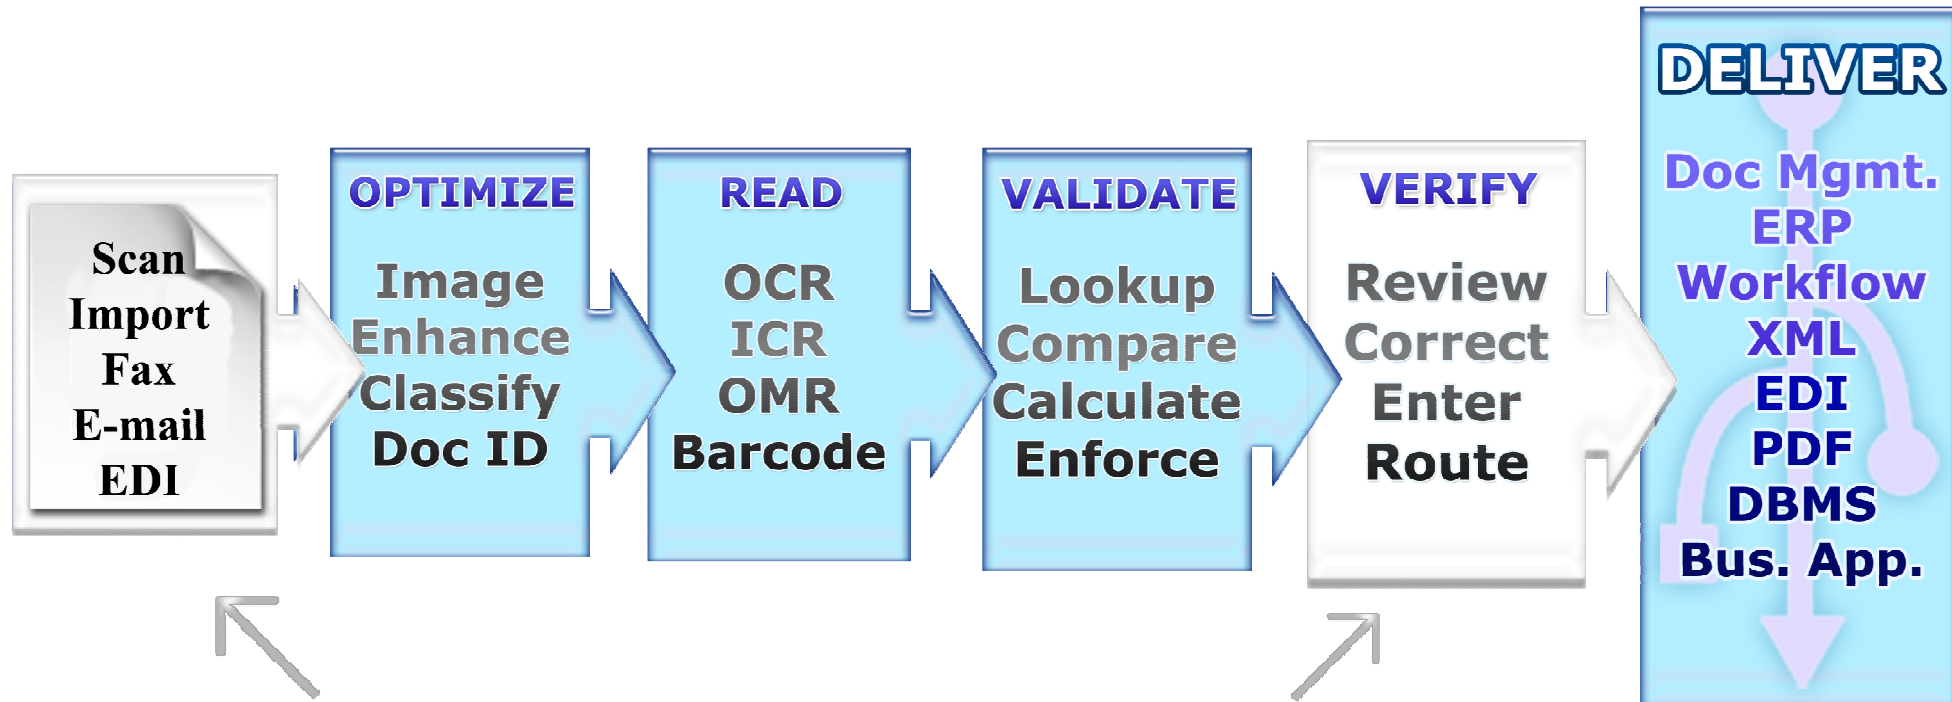 Scan
Import
Fax
E-mail
EDI
OPTIMIZE
Image
Enhance
Classify
Doc ID
READ
OCR
ICR
OMR
Barcode
VALIDATE
Lookup
Compare
Calculate
Enforce
VERIFY
Review
Correct
Enter
Route
DELIVER
Doc Mgmt.
ERP
Workflow
XML
EDI
PDF
DBMS
Bus. App.